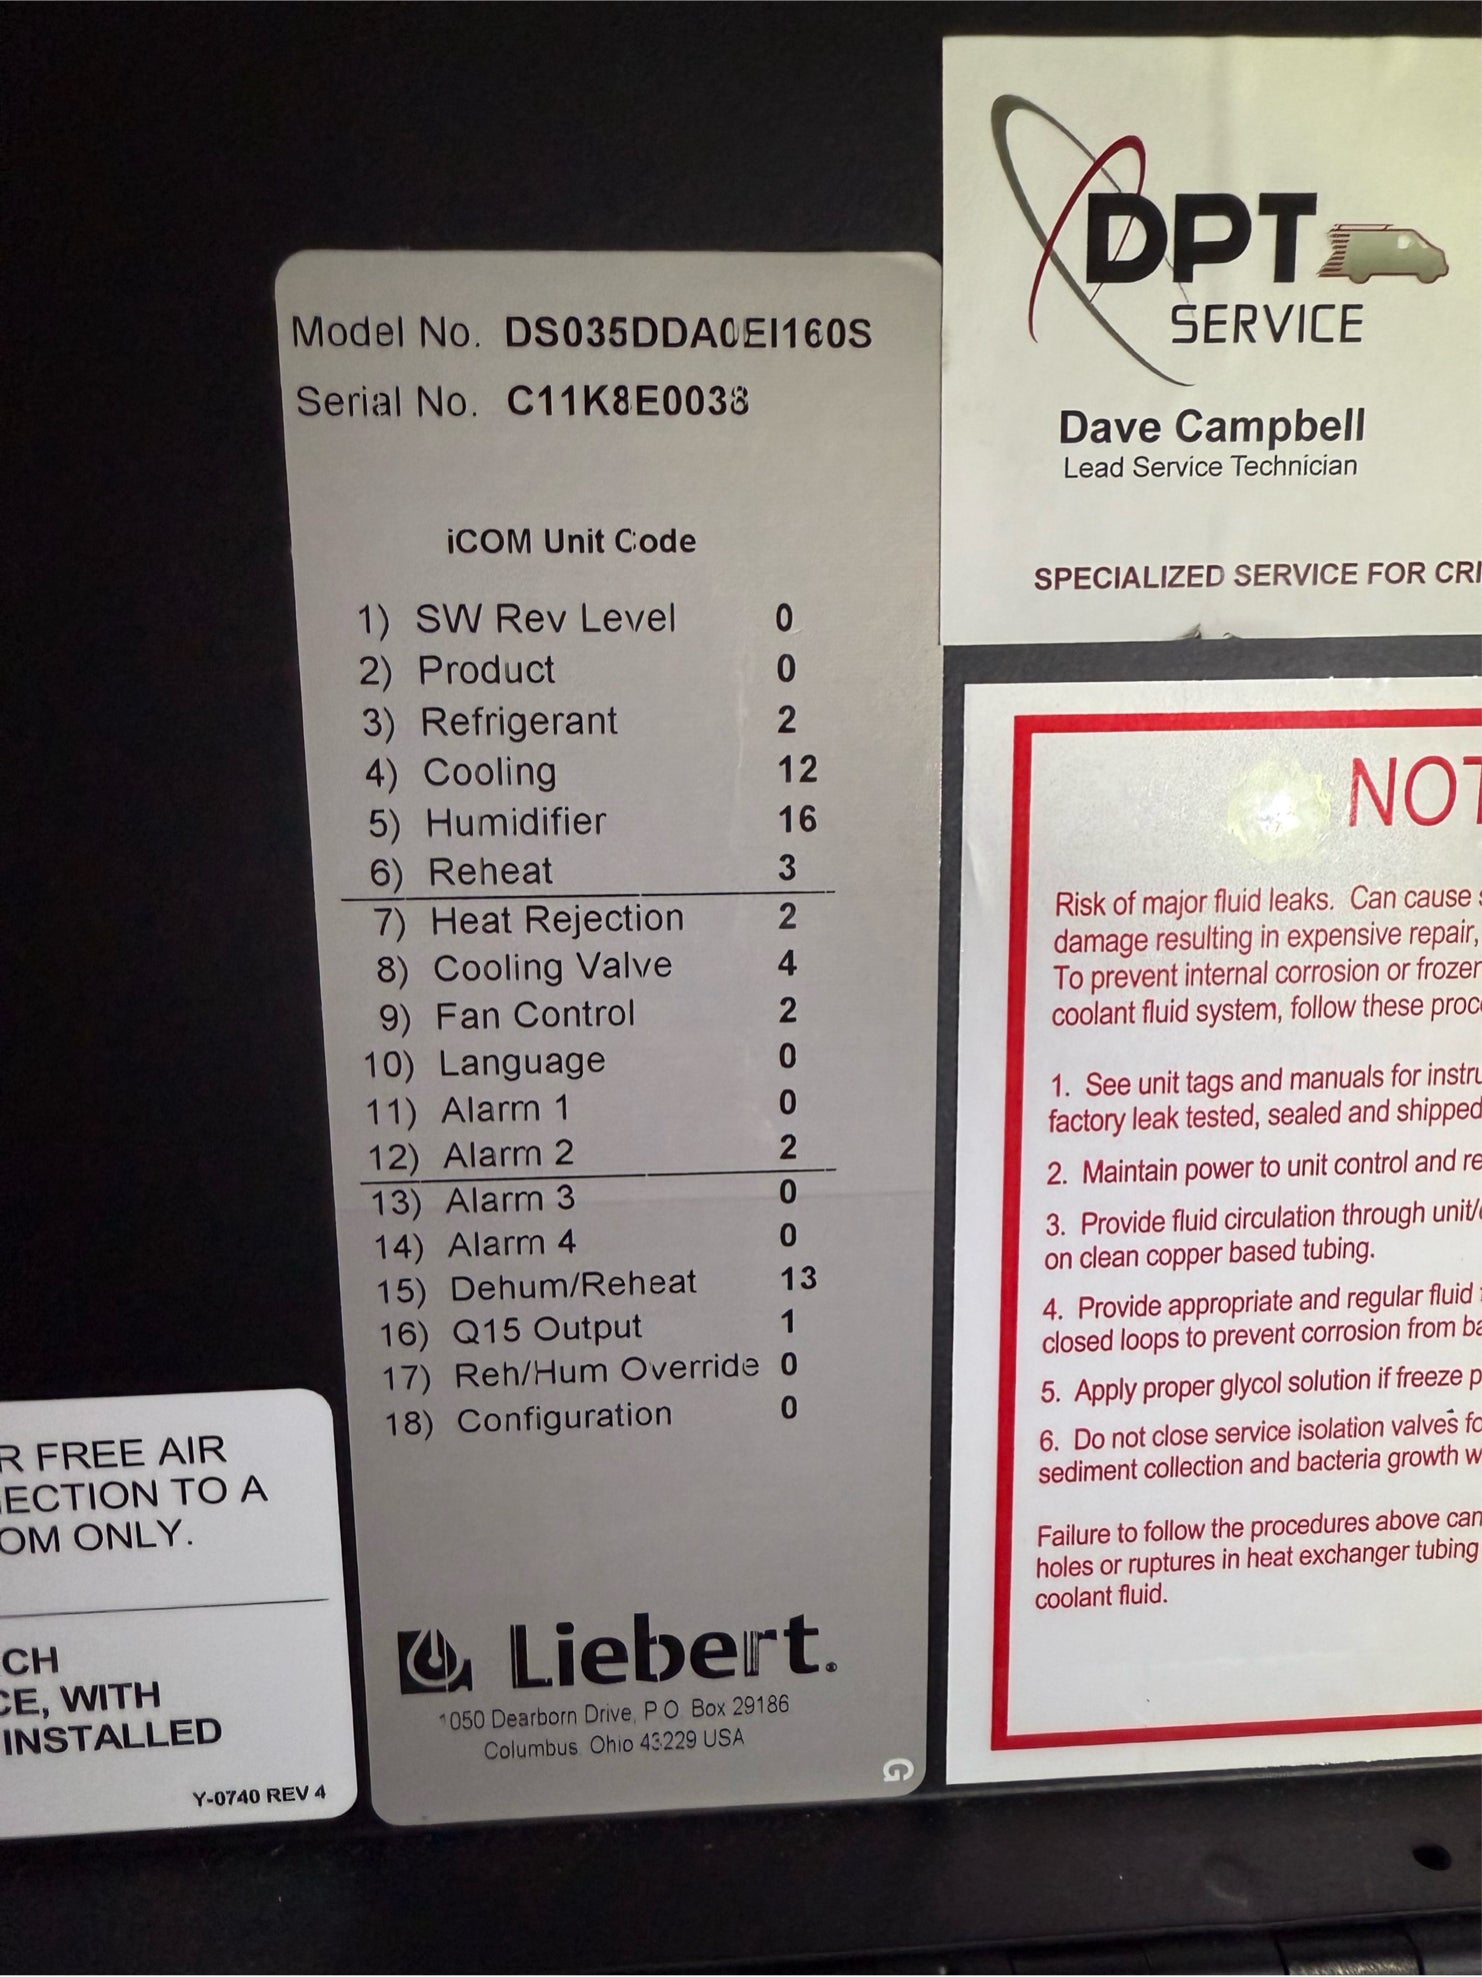 Model No. DS035DDA0EI160S
Serial No. C11K8E0038
iCOM Unit Code
1) SW Rev Level 0
2) Product 0
3) Refrigerant 2
4) Cooling 12
5) Humidifier 16
6) Reheat 3
7) Heat Rejection 2
8) Cooling Valve 4
9) Fan Control 2
10) Language 0
11) Alarm 1 0
12) Alarm 2 2
13) Alarm 3 0
14) Alarm 4 0
15) Dehum/Reheat 13
16) Q15 Output 1
17) Reh/Hum Override 0
18) Configuration 0
Liebert.
1050 Dearborn Drive, P.O. Box 29186
Columbus, Ohio 43229 USA
G
DPT
SERVICE
Dave Campbell
Lead Service Technician
SPECIALIZED SERVICE FOR CRI
NOT
Risk of major fluid leaks. Can cause s
damage resulting in expensive repair,
To prevent internal corrosion or frozen
coolant fluid system, follow these proc
1. See unit tags and manuals for instru
factory leak tested, sealed and shipped
2. Maintain power to unit control and re
3. Provide fluid circulation through unit/
on clean copper based tubing.
4. Provide appropriate and regular fluid
closed loops to prevent corrosion from ba
5. Apply proper glycol solution if freeze p
6. Do not close service isolation valves fo
sediment collection and bacteria growth w
Failure to follow the procedures above can
holes or ruptures in heat exchanger tubing
coolant fluid.
R FREE AIR
ECTION TO A
OM ONLY.
CH
CE, WITH
INSTALLED
Y-0740 REV 4